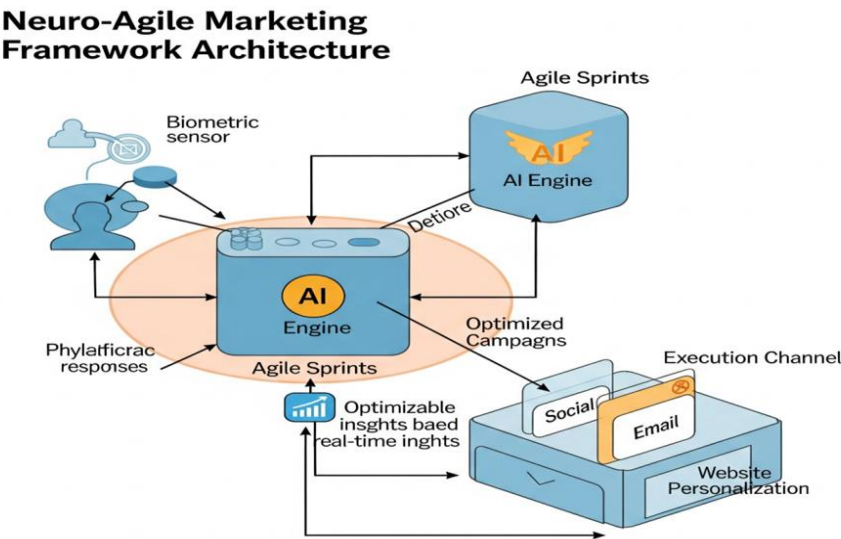 Neuro-Agile Marketing
Framework Architecture
Agile Sprints
Biometric
sensor
AI
AI Engine
Detiore
AI
Engine
Optimized
Campagns
Phylafficrac
responses
Agile Sprints
Execution Channel
Optimizable
insghts baed
real-time inghts
Social
Email
Website
Personalization